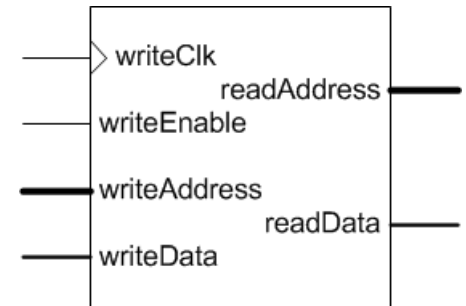 writeClk
readAddress
writeEnable
writeAddress
readData
writeData